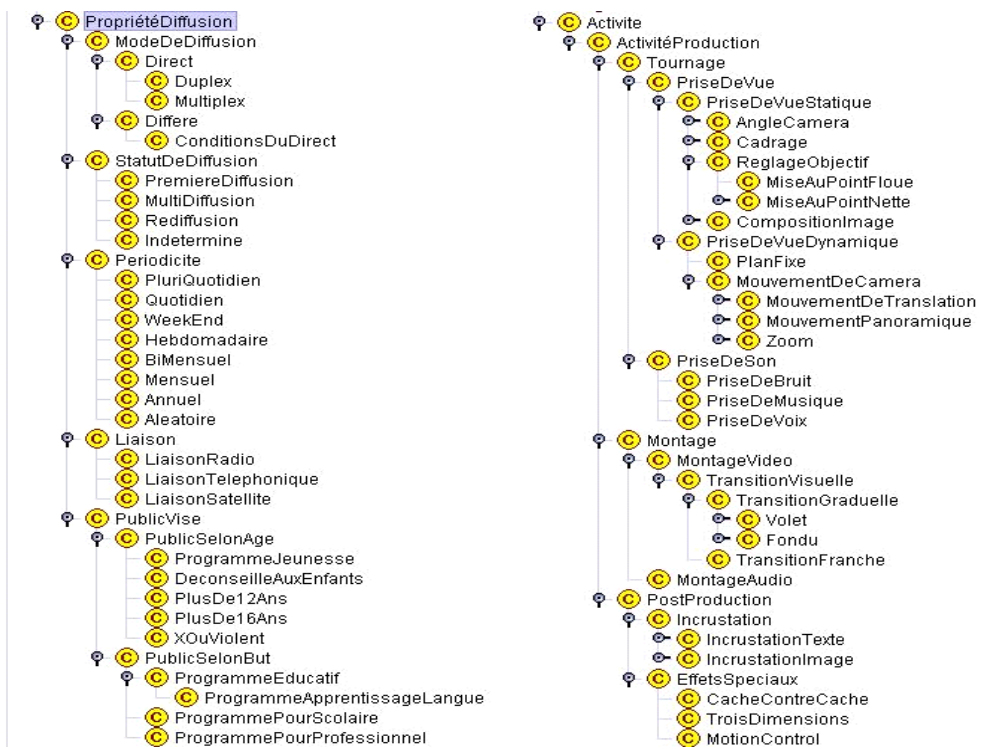 PropriétéDiffusion
ModeDeDiffusion
Direct
Duplex
Multiplex
Differe
ConditionsDuDirect
StatutDeDiffusion
PremiereDiffusion
MultiDiffusion
Rediffusion
Indetermine
Periodicite
PluriQuotidien
Quotidien
WeekEnd
Hebdomadaire
BiMensuel
Mensuel
Annuel
Aleatoire
Liaison
LiaisonRadio
LiaisonTelephonique
LiaisonSatellite
PublicVise
PublicSelonAge
ProgrammeJeunesse
DeconseilleAuxEnfants
PlusDe12Ans
PlusDe16Ans
XOuViolent
PublicSelonBut
ProgrammeEducatif
ProgrammeApprentissageLangue
ProgrammePourScolaire
ProgrammePourProfessionnel
Activite
ActivitéProduction
Tournage
PriseDeVue
PriseDeVueStatique
AngleCamera
Cadrage
ReglageObjectif
MiseAuPointFloue
MiseAuPointNette
CompositionImage
PriseDeVueDynamique
PlanFixe
MouvementDeCamera
MouvementDeTranslation
MouvementPanoramique
Zoom
PriseDeSon
PriseDeBruit
PriseDeMusique
PriseDeVoix
Montage
MontageVideo
TransitionVisuelle
TransitionGraduelle
Volet
Fondu
TransitionFranche
MontageAudio
PostProduction
Incrustation
IncrustationTexte
IncrustationImage
EffetsSpeciaux
CacheContreCache
TroisDimensions
MotionControl